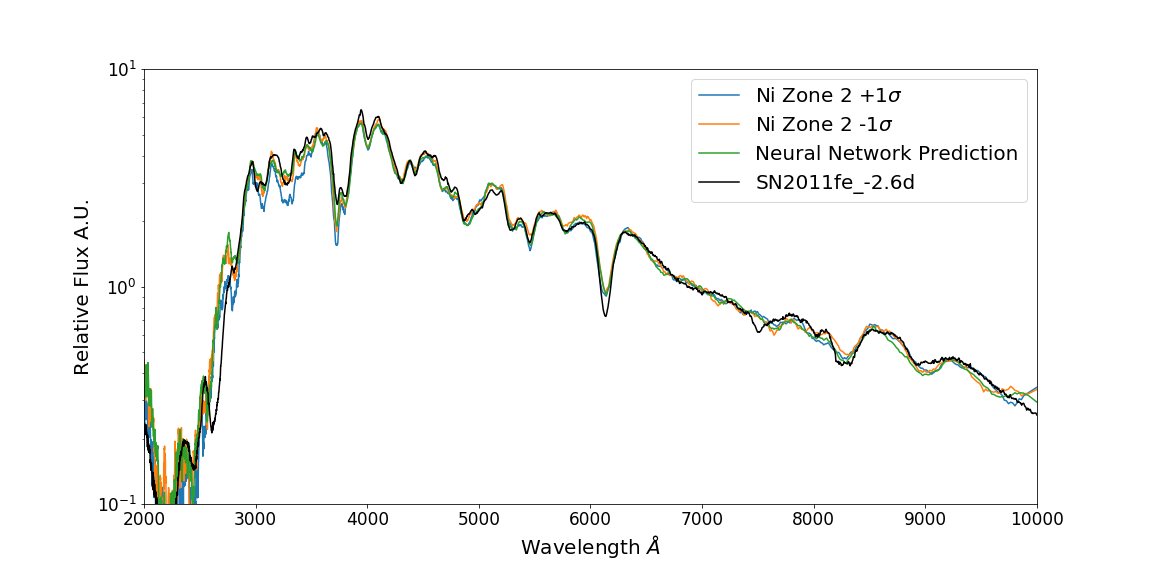 10¹
Ni Zone 2 +1σ
Ni Zone 2 -1σ
Neural Network Prediction
SN2011fe_-2.6d
Relative Flux A.U.
10⁰
10⁻¹
2000 3000 4000 5000 6000 7000 8000 9000 10000
Wavelength Å